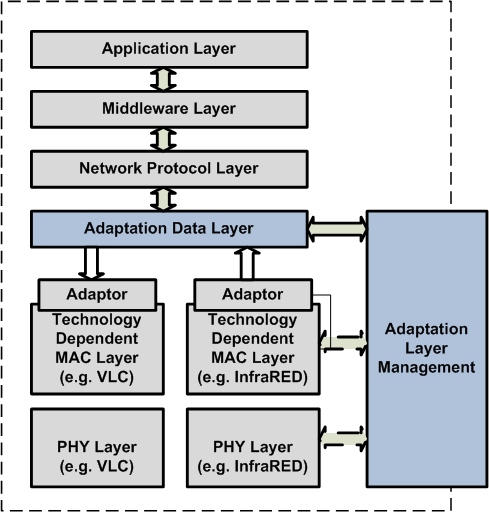 Application Layer
Middleware Layer
Network Protocol Layer
Adaptation Data Layer
Adaptor
Technology
Dependent
MAC Layer
(e.g. VLC)
Adaptor
Technology
Dependent
MAC Layer
(e.g. InfraRED)
PHY Layer
(e.g. VLC)
PHY Layer
(e.g. InfraRED)
Adaptation
Layer
Management